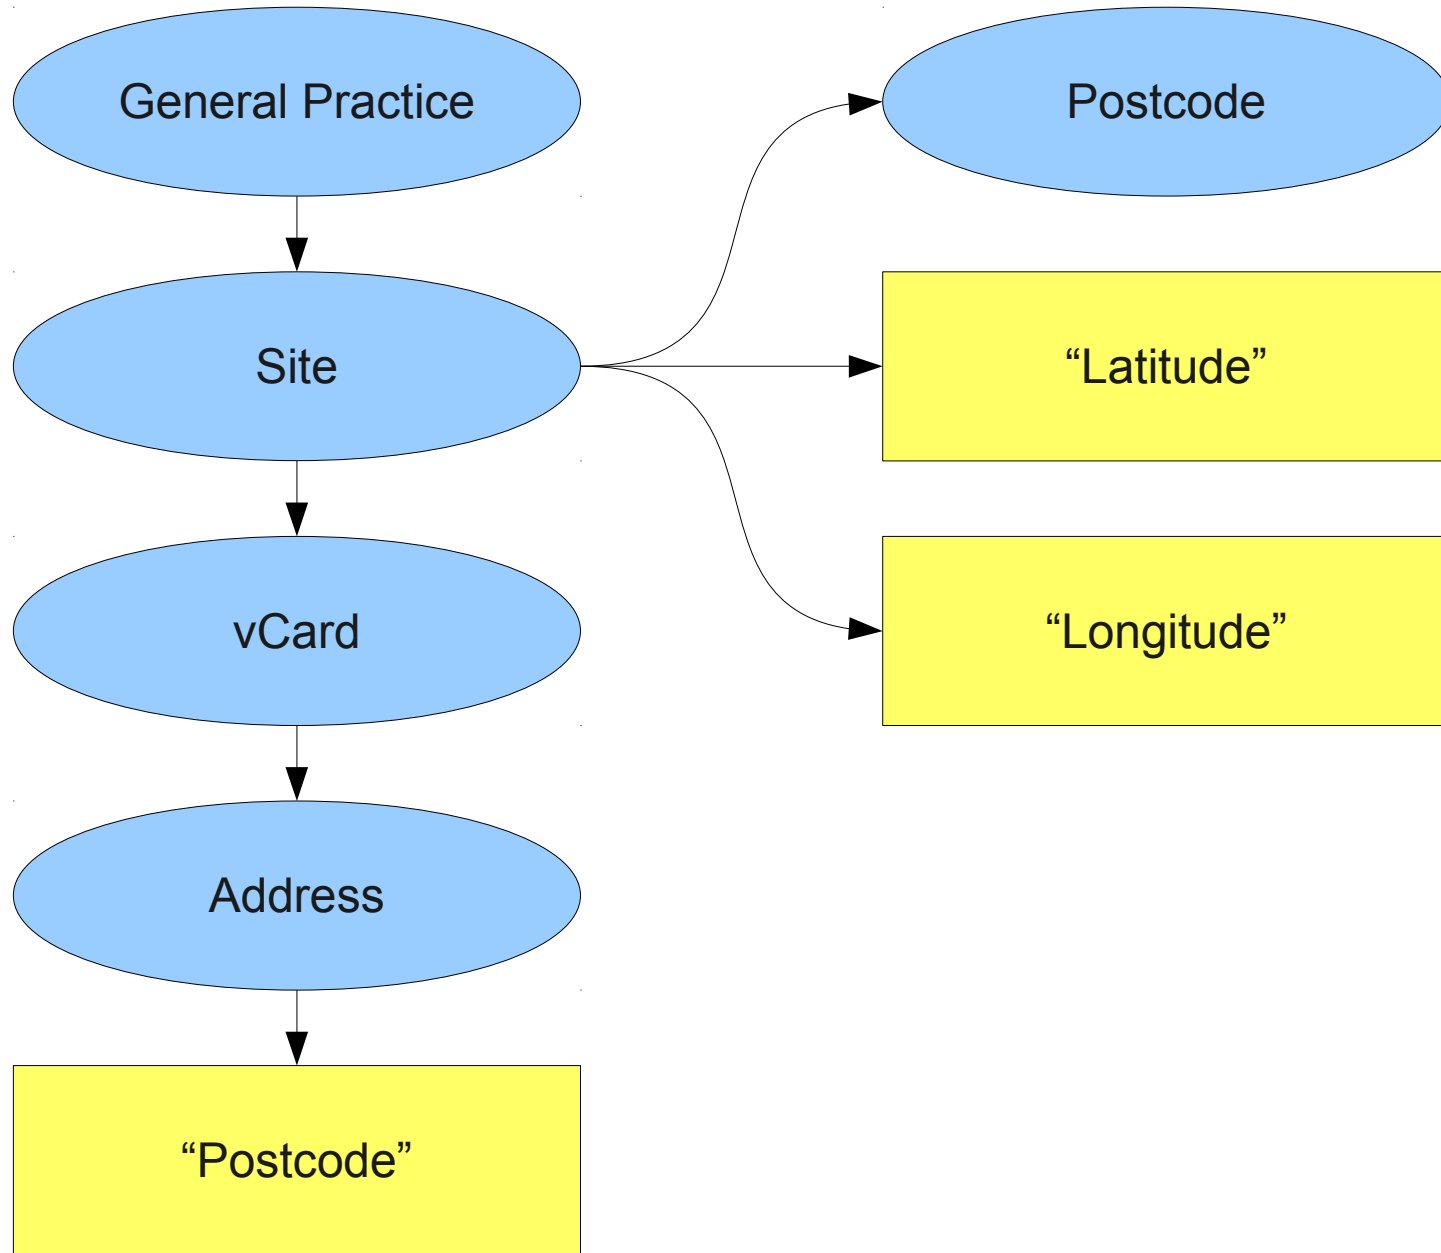 General Practice
Postcode
Site
“Latitude”
vCard
“Longitude”
Address
“Postcode”